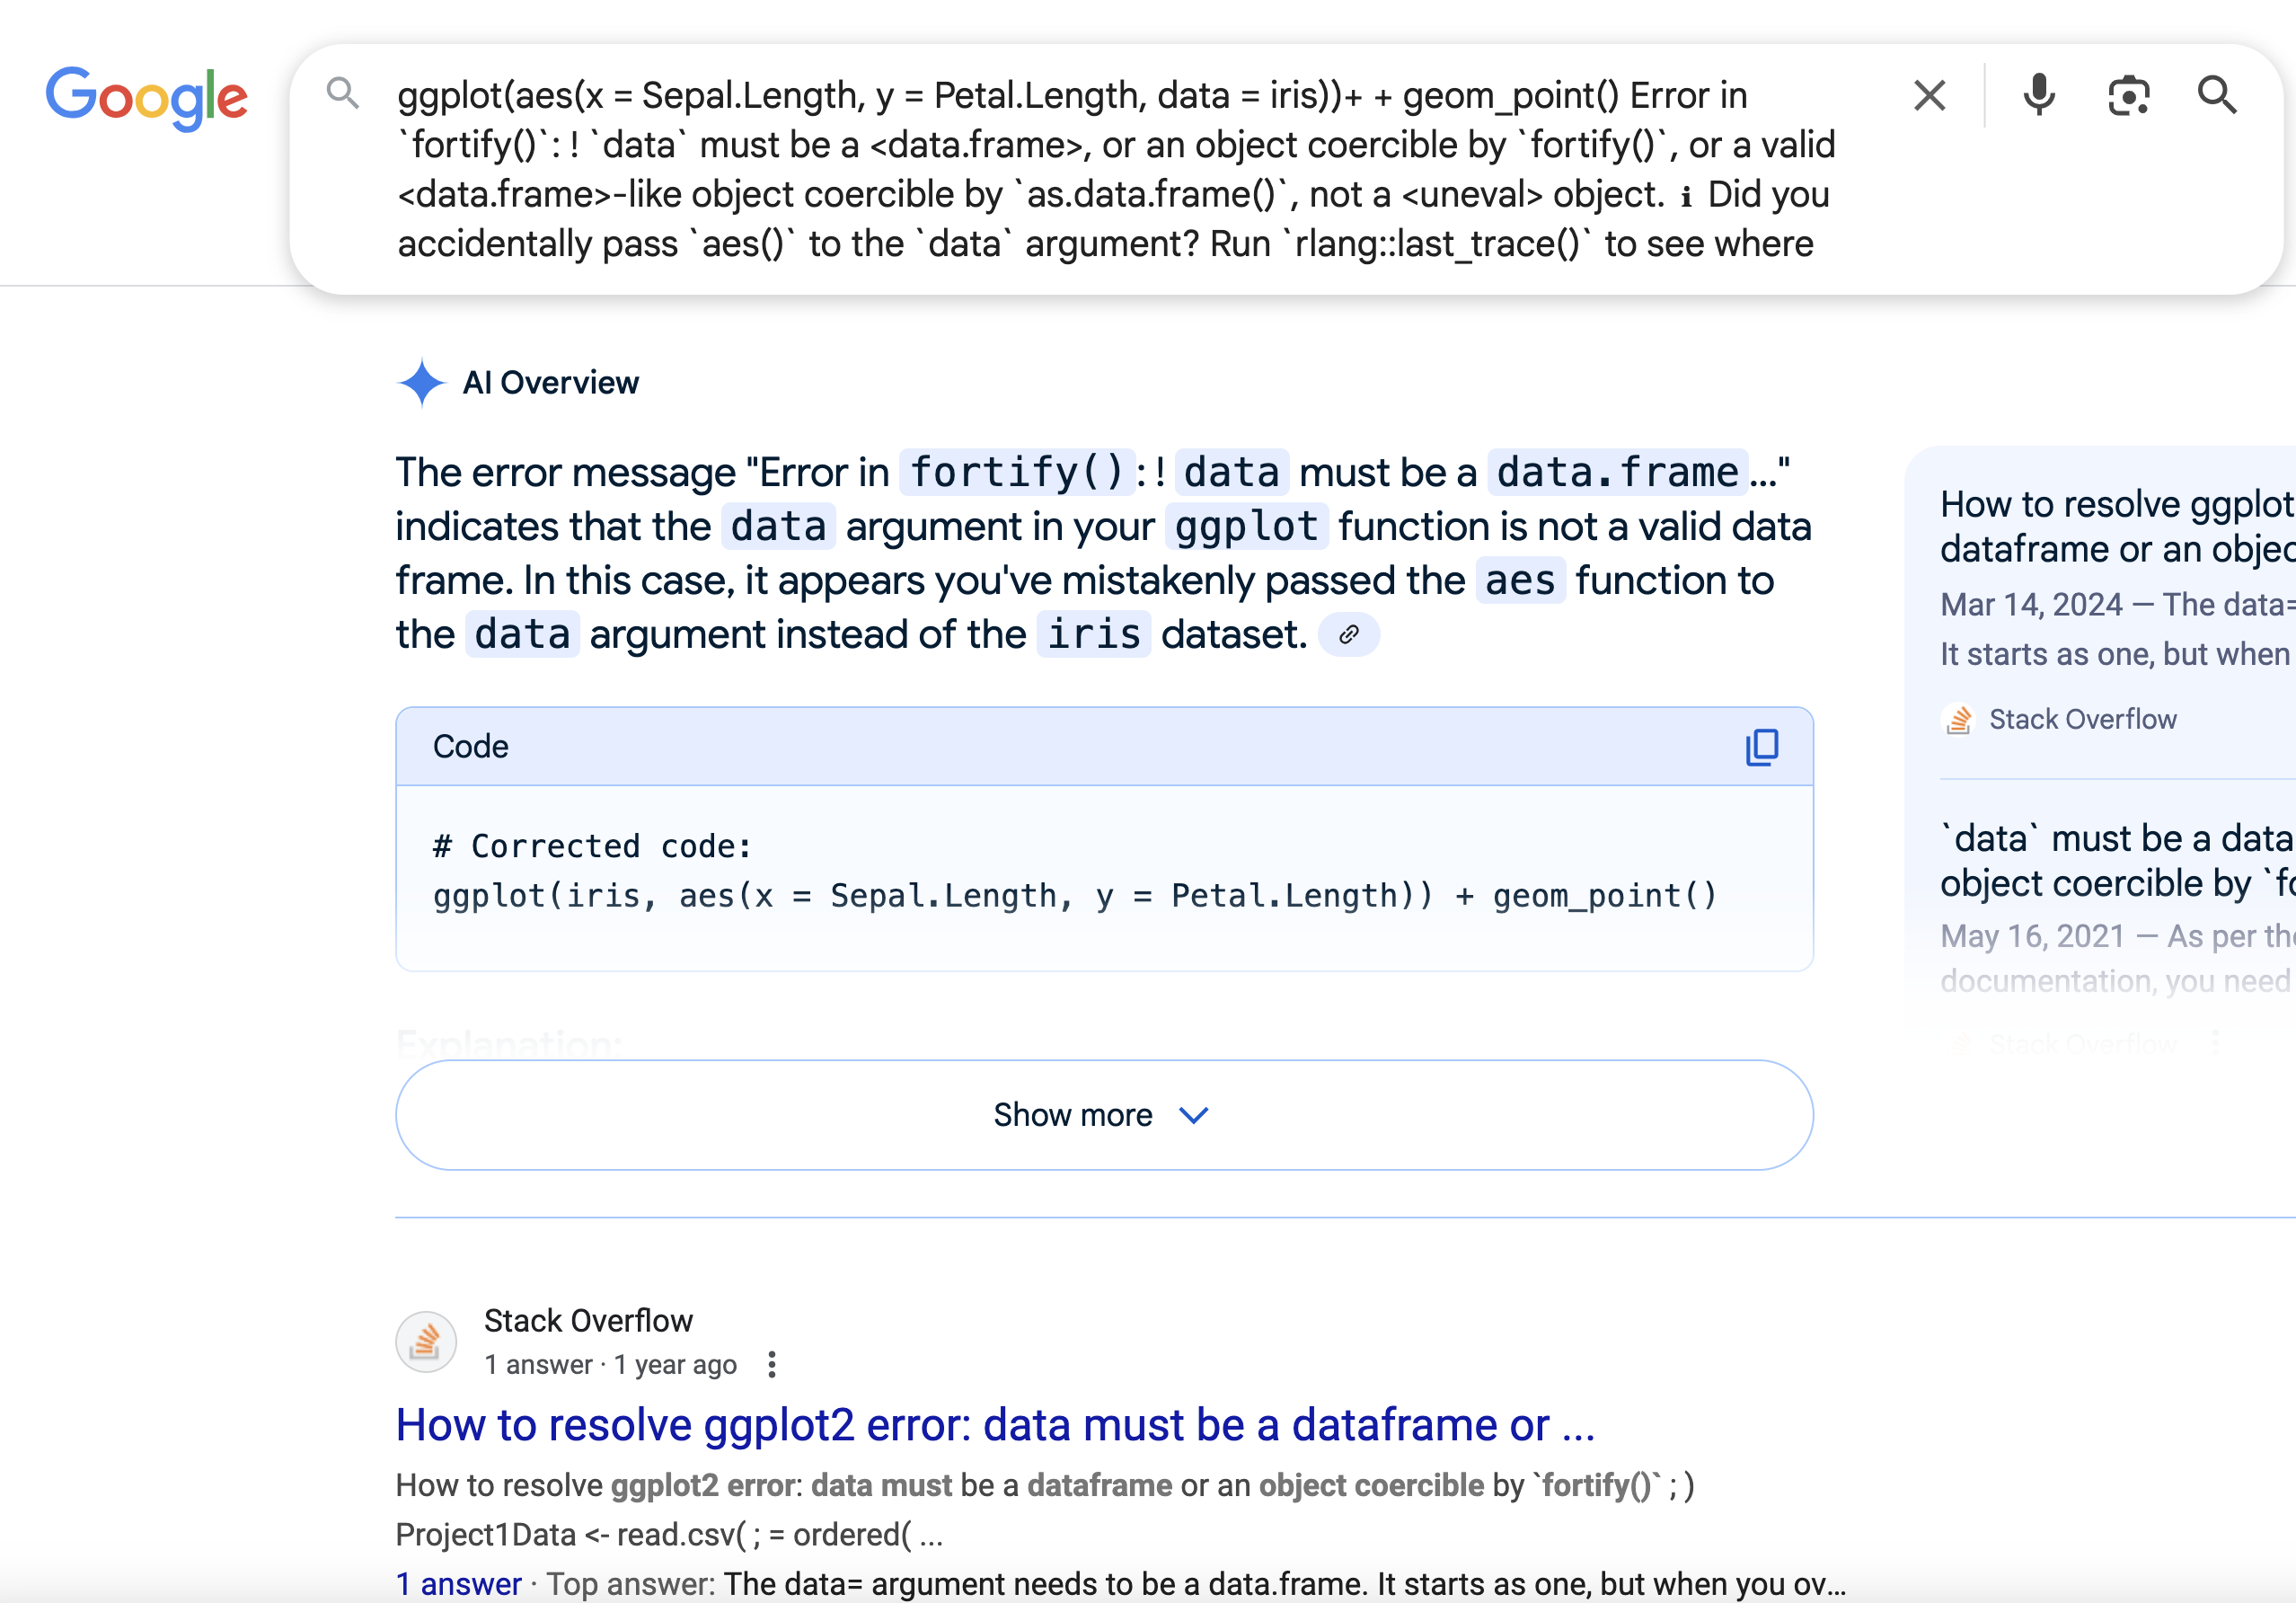 Google
ggplot(aes(x = Sepal.Length, y = Petal.Length, data = iris))+ + geom_point() Error in
`fortify()`: ! `data` must be a <data.frame>, or an object coercible by `fortify()`, or a valid
<data.frame>-like object coercible by `as.data.frame()`, not a <uneval> object. ℹ Did you
accidentally pass `aes()` to the `data` argument? Run `rlang::last_trace()` to see where
AI Overview
The error message "Error in fortify(): ! data must be a data.frame..."
indicates that the data argument in your ggplot function is not a valid data
frame. In this case, it appears you've mistakenly passed the aes function to
the data argument instead of the iris dataset.
Code
# Corrected code:
ggplot(iris, aes(x = Sepal.Length, y = Petal.Length)) + geom_point()
Explanation:
Show more
How to resolve ggplot
dataframe or an objec
Mar 14, 2024 — The data=
It starts as one, but when
Stack Overflow
`data` must be a data
object coercible by `fo
May 16, 2021 — As per the
documentation, you need
Stack Overflow
Stack Overflow
1 answer · 1 year ago
How to resolve ggplot2 error: data must be a dataframe or ...
How to resolve ggplot2 error: data must be a dataframe or an object coercible by `fortify()` ; )
Project1Data <- read.csv( ; = ordered( ...
1 answer · Top answer: The data= argument needs to be a data.frame. It starts as one, but when you ov...